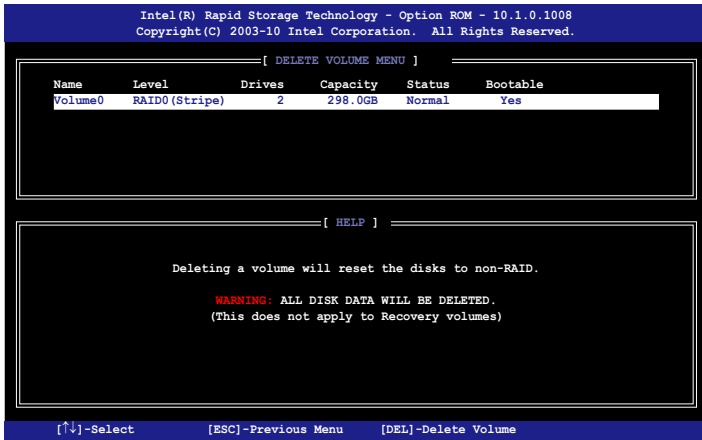 Intel(R) Rapid Storage Technology - Option ROM - 10.1.0.1008
Copyright(C) 2003-10 Intel Corporation. All Rights Reserved.
[ DELETE VOLUME MENU ]
Name Level Drives Capacity Status Bootable
Volume0 RAID0(Stripe) 2 298.0GB Normal Yes
[ HELP ]
Deleting a volume will reset the disks to non-RAID.
WARNING: ALL DISK DATA WILL BE DELETED.
(This does not apply to Recovery volumes)
[↑↓]-Select [ESC]-Previous Menu [DEL]-Delete Volume